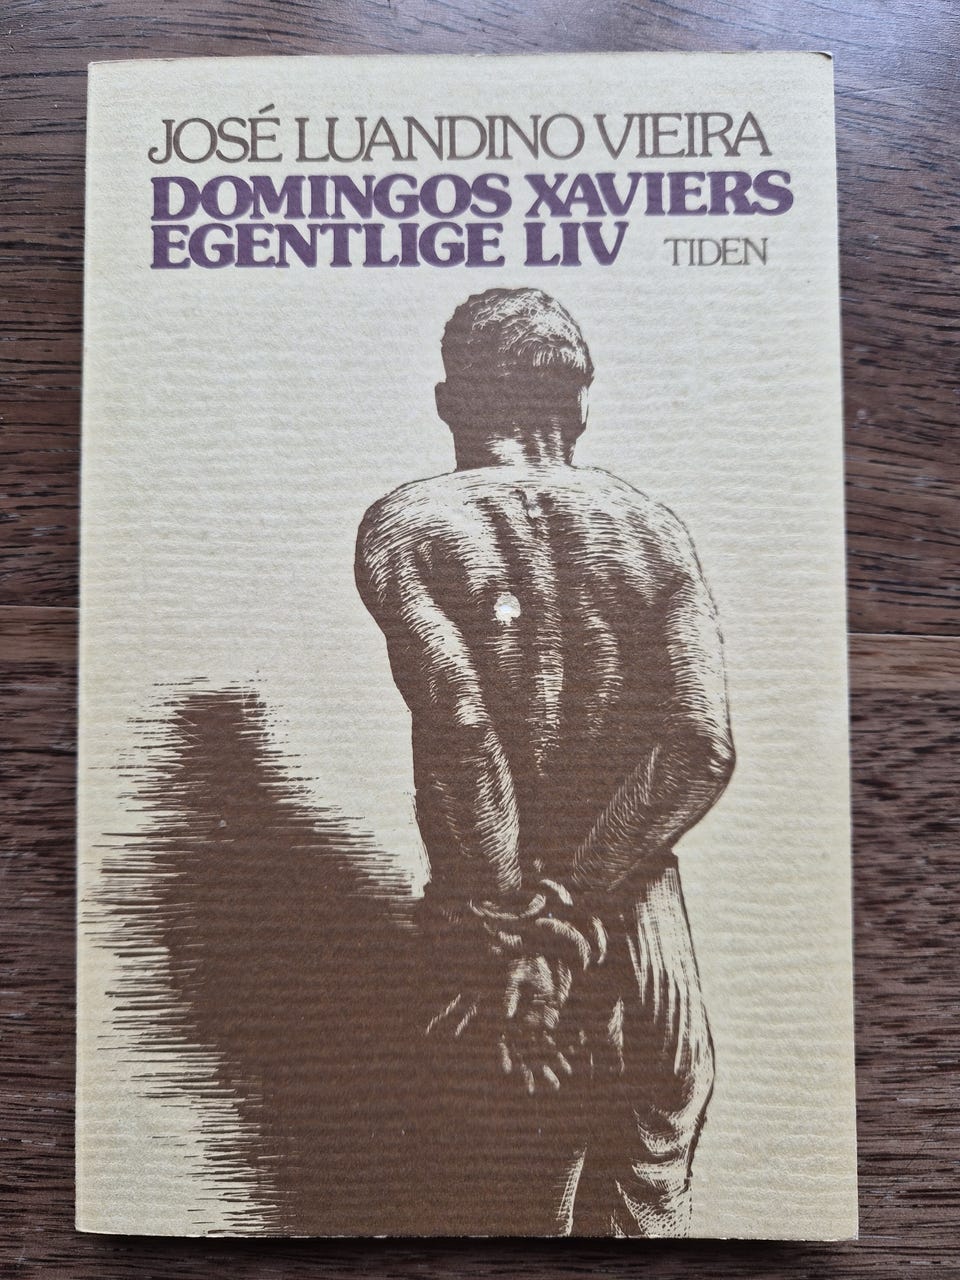 JOSÉ LUANDINO VIEIRA
DOMINGOS XAVIERS
EGENTLIGE LIV TIDEN